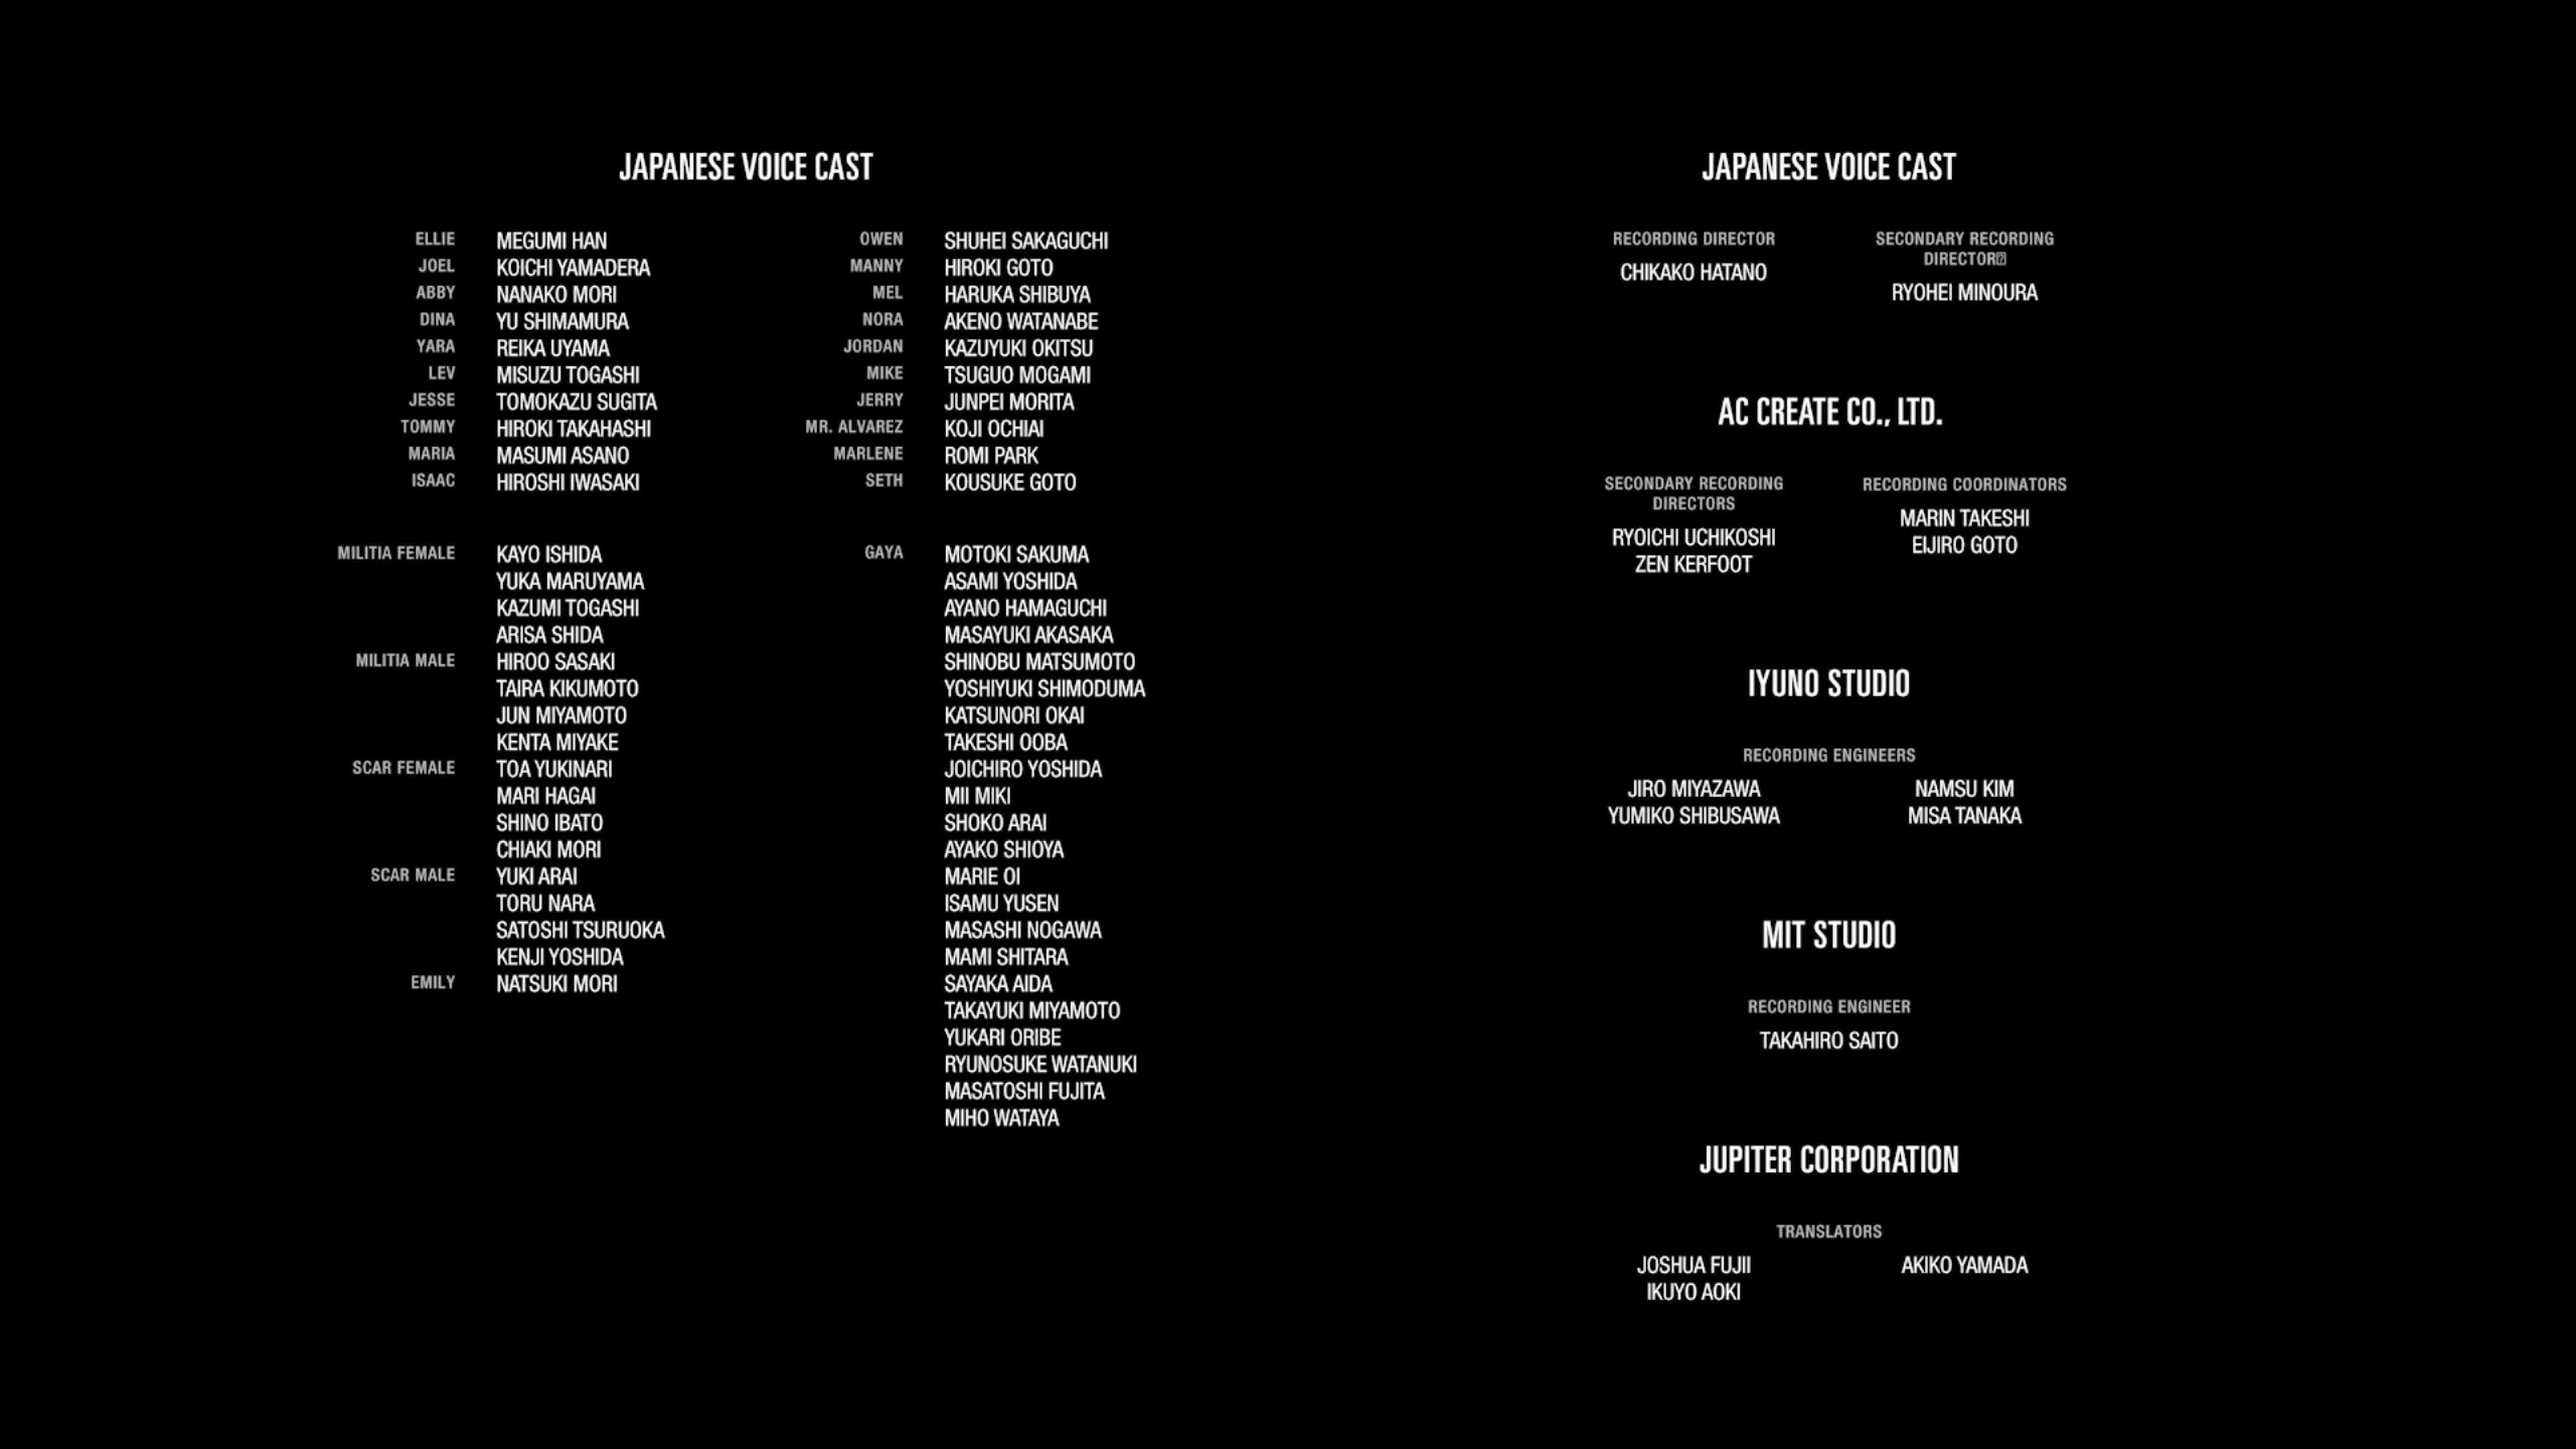 JAPANESE VOICE CAST
ELLIE MEGUMI HAN
JOEL KOICHI YAMADERA
ABBY NANAKO MORI
DINA YU SHIMAMURA
YARA REIKA UYAMA
LEV MISUZU TOGASHI
JESSE TOMOKAZU SUGITA
TOMMY HIROKI TAKAHASHI
MARIA MASUMI ASANO
ISAAC HIROSHI IWASAKI
MILITIA FEMALE KAYO ISHIDA
YUKA MARUYAMA
KAZUMI TOGASHI
ARISA SHIDA
MILITIA MALE HIROO SASAKI
TAIRA KIKUMOTO
JUN MIYAMOTO
KENTA MIYAKE
SCAR FEMALE TOA YUKINARI
MARI HAGAI
SHINO IBATO
CHIAKI MORI
SCAR MALE YUKI ARAI
TORU NARA
SATOSHI TSURUOKA
KENJI YOSHIDA
EMILY NATSUKI MORI
OWEN SHUHEI SAKAGUCHI
MANNY HIROKI GOTO
MEL HARUKA SHIBUYA
NORA AKENO WATANABE
JORDAN KAZUYUKI OKITSU
MIKE TSUGUO MOGAMI
JERRY JUNPEI MORITA
MR. ALVAREZ KOJI OCHIAI
MARLENE ROMI PARK
SETH KOUSUKE GOTO
GAYA MOTOKI SAKUMA
ASAMI YOSHIDA
AYANO HAMAGUCHI
MASAYUKI AKASAKA
SHINOBU MATSUMOTO
YOSHIYUKI SHIMODUMA
KATSUNORI OKAI
TAKESHI OOBA
JOICHIRO YOSHIDA
MII MIKI
SHOKO ARAI
AYAKO SHIOYA
MARIE OI
ISAMU YUSEN
MASASHI NOGAWA
MAMI SHITARA
SAYAKA AIDA
TAKAYUKI MIYAMOTO
YUKARI ORIBE
RYUNOSUKE WATANUKI
MASATOSHI FUJITA
MIHO WATAYA
JAPANESE VOICE CAST
RECORDING DIRECTOR
CHIKAKO HATANO
SECONDARY RECORDING
DIRECTOR
RYOHEI MINOURA
AC CREATE CO., LTD.
SECONDARY RECORDING
DIRECTORS
RYOICHI UCHIKOSHI
ZEN KERFOOT
RECORDING COORDINATORS
MARIN TAKESHI
EIJIRO GOTO
IYUNO STUDIO
RECORDING ENGINEERS
JIRO MIYAZAWA
YUMIKO SHIBUSAWA
NAMSU KIM
MISA TANAKA
MIT STUDIO
RECORDING ENGINEER
TAKAHIRO SAITO
JUPITER CORPORATION
TRANSLATORS
JOSHUA FUJII
IKUYO AOKI
AKIKO YAMADA